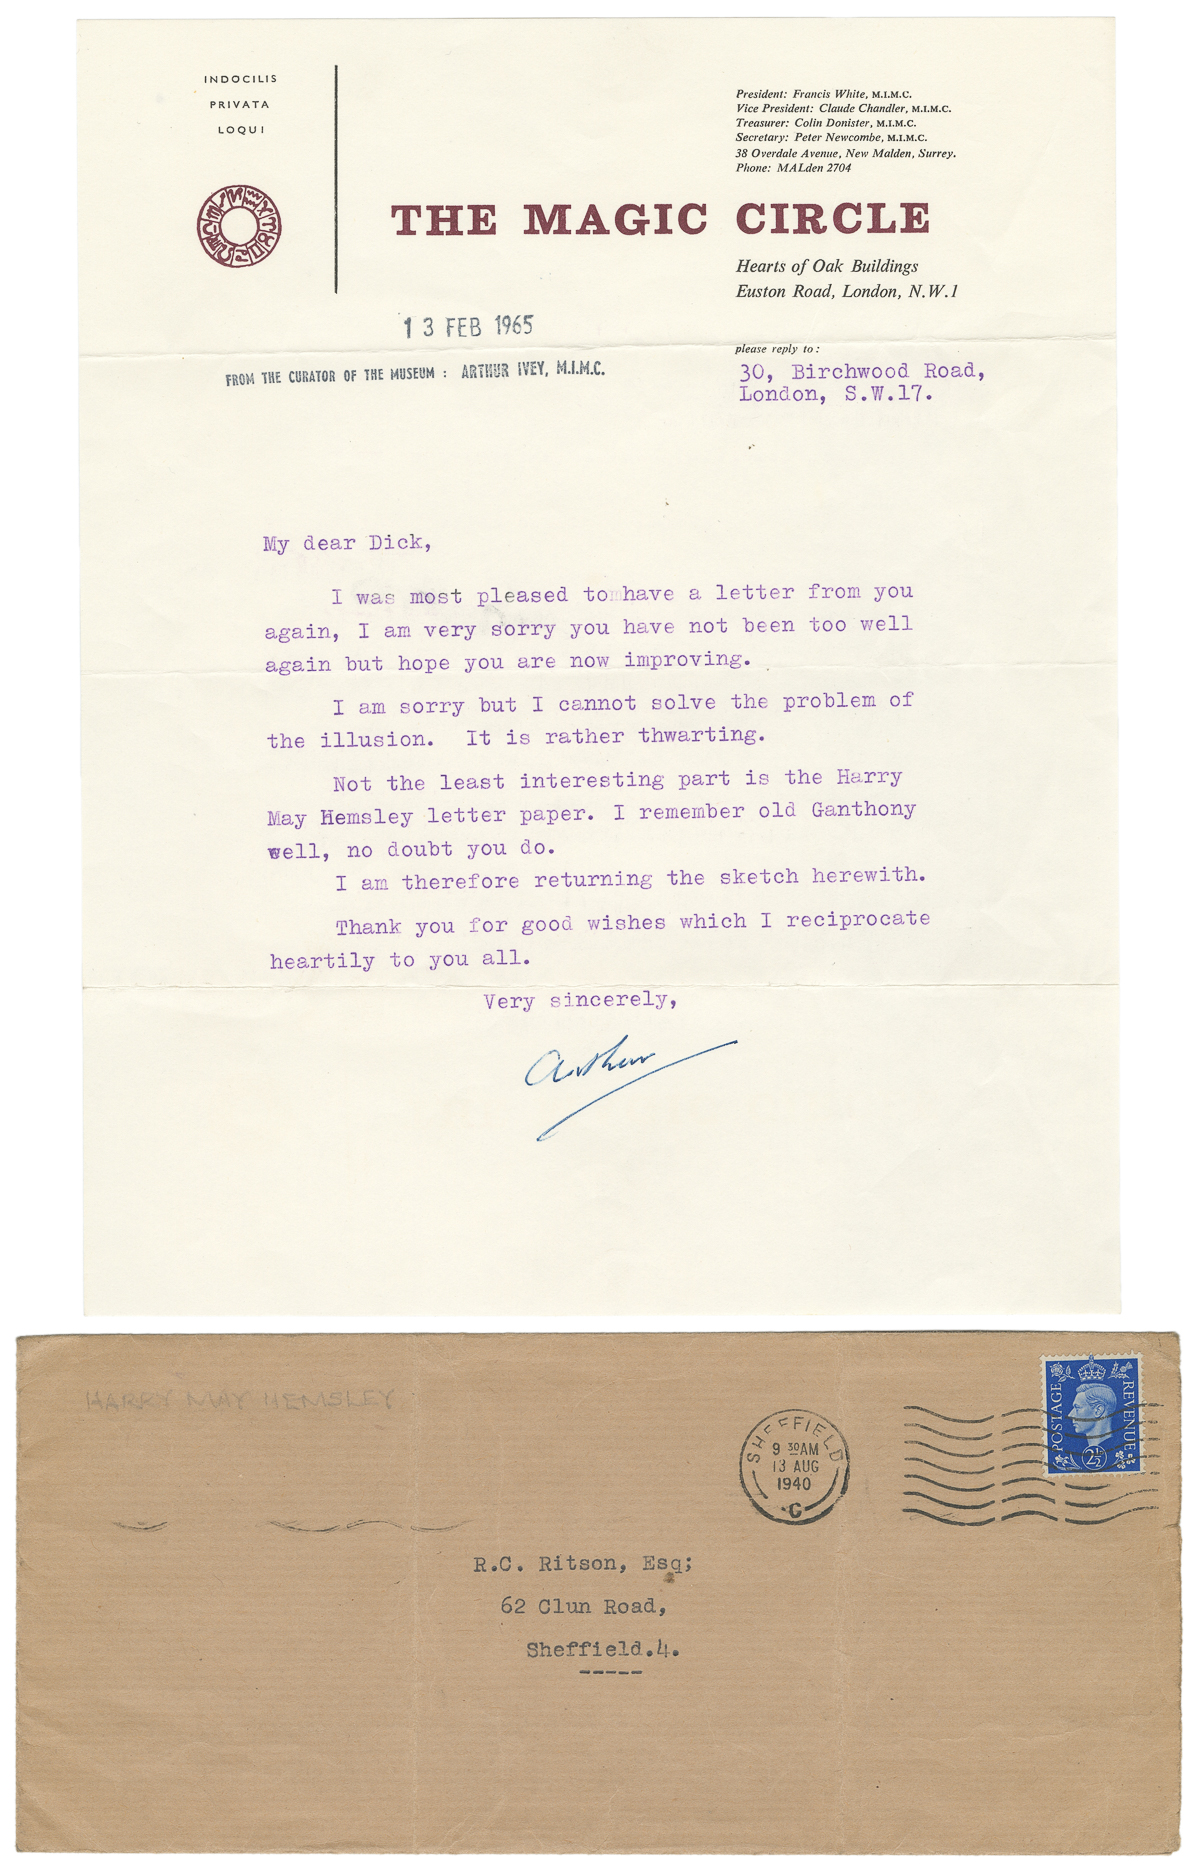 INDOCILIS
PRIVATA
LOQUI
President: Francis White, M.I.M.C.
Vice President: Claude Chandler, M.I.M.C.
Treasurer: Colin Donister, M.I.M.C.
Secretary: Peter Newcombe, M.I.M.C.
38 Overdale Avenue, New Malden, Surrey.
Phone: MALden 2704
THE MAGIC CIRCLE
Hearts of Oak Buildings
Euston Road, London, N.W.1
13 FEB 1965
FROM THE CURATOR OF THE MUSEUM : ARTHUR IVEY, M.I.M.C.
please reply to:
30, Birchwood Road,
London, S.W.17.
My dear Dick,
I was most pleased to have a letter from you
again, I am very sorry you have not been too well
again but hope you are now improving.
I am sorry but I cannot solve the problem of
the illusion. It is rather thwarting.
Not the least interesting part is the Harry
May Hemsley letter paper. I remember old Ganthony
well, no doubt you do.
I am therefore returning the sketch herewith.
Thank you for good wishes which I reciprocate
heartily to you all.
Very sincerely,
Arthur
HARRY MAY HEMSLEY
SHEFFIELD
9 30AM
13 AUG
1940
C
POSTAGE
REVENUE
2½
R.C. Ritson, Esq;
62 Clun Road,
Sheffield.4.
-----